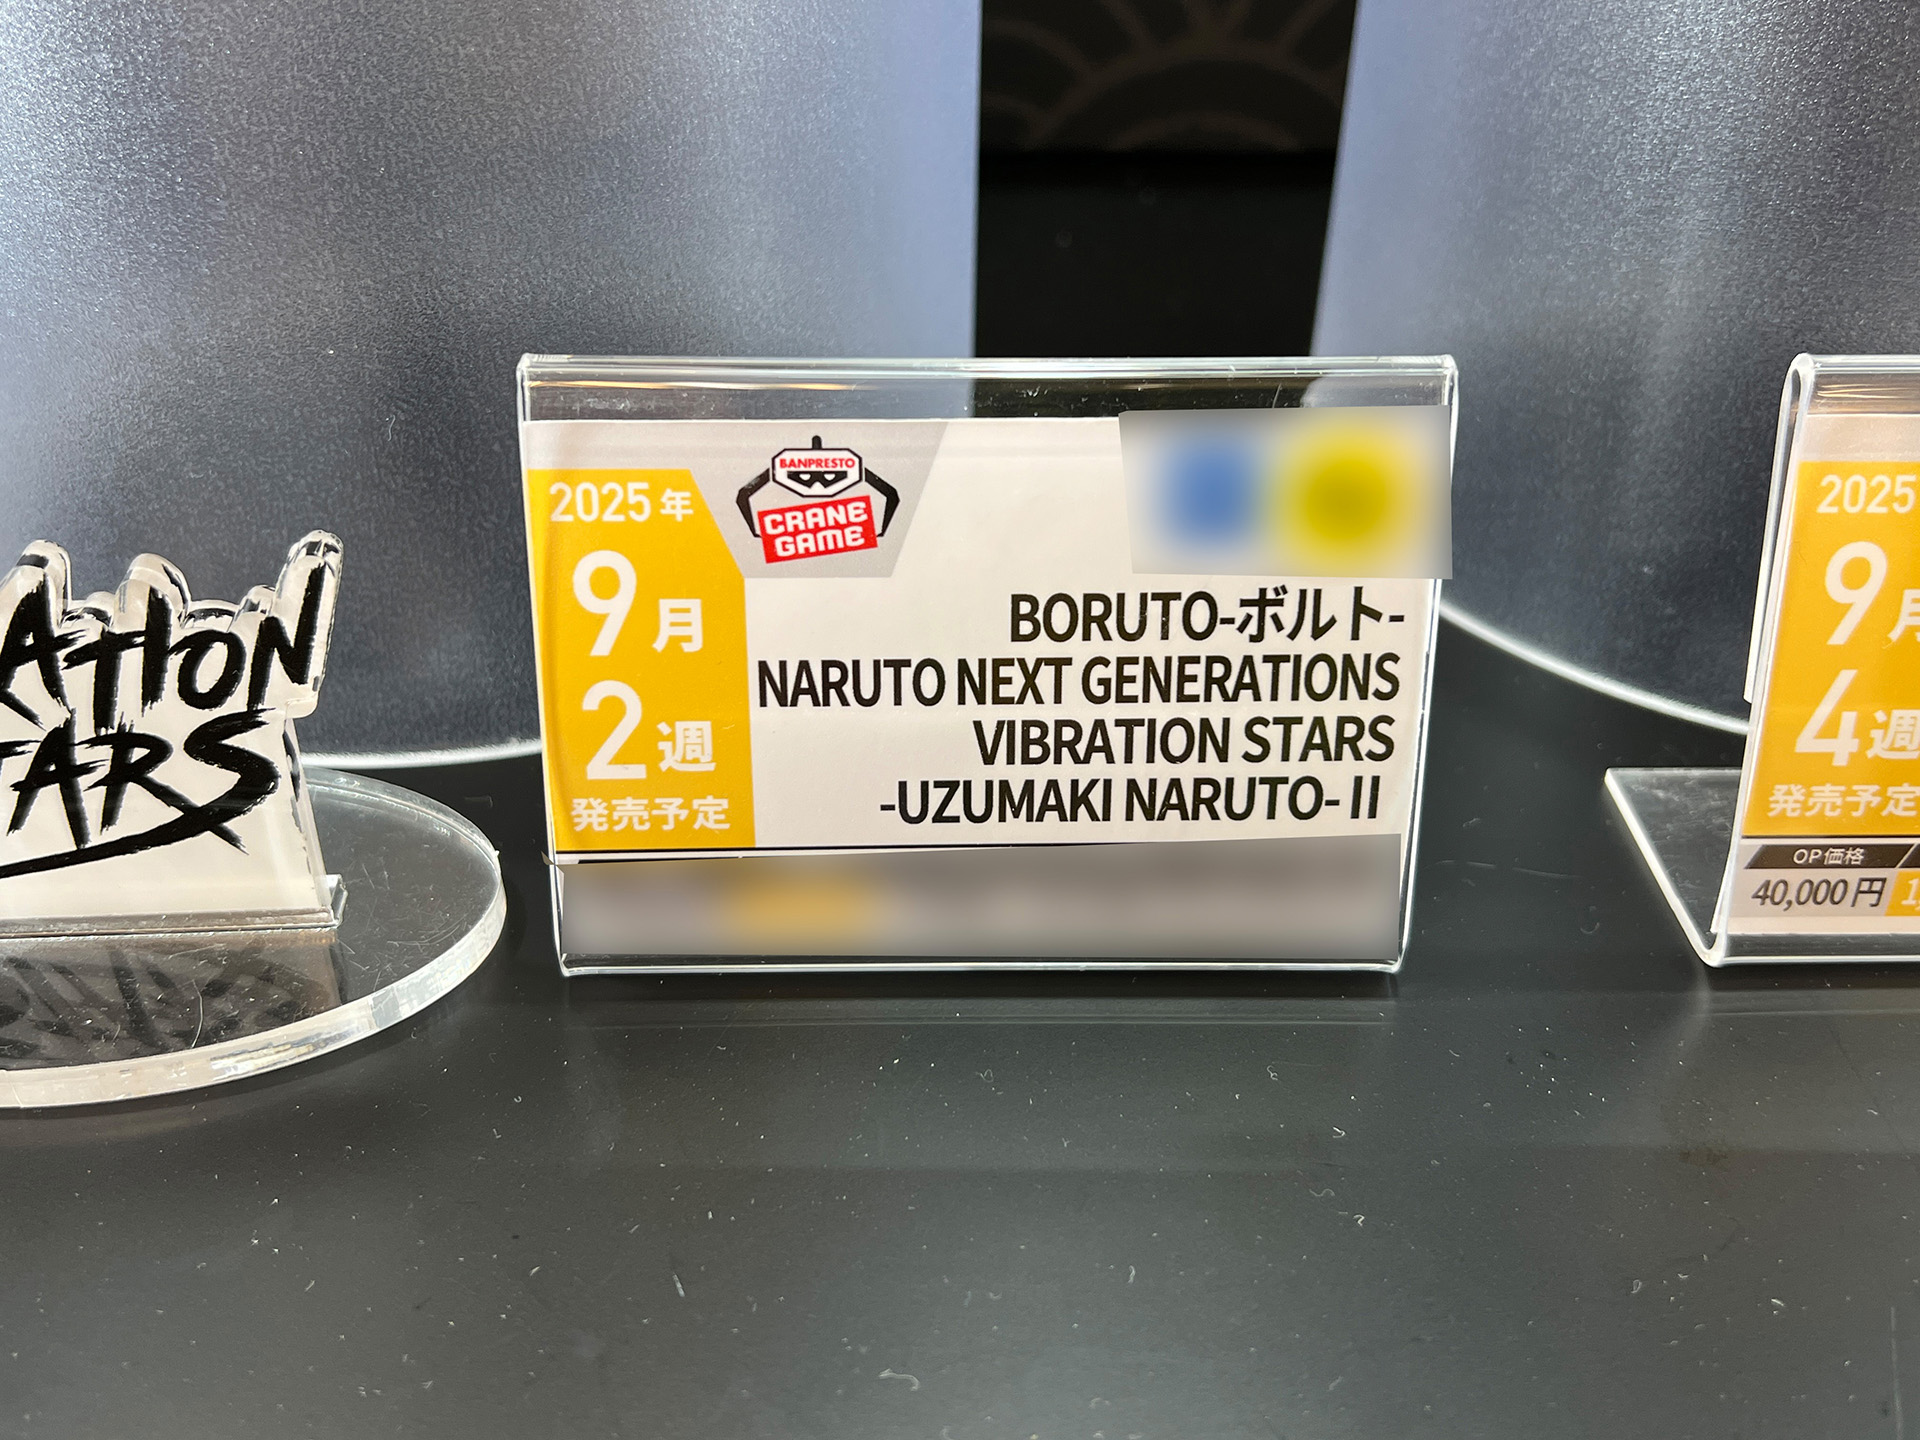 ATION
TARS
2025年
9月
2週
発売予定
BANPRESTO
CRANE
GAME
BORUTO-ボルト-
NARUTO NEXT GENERATIONS
VIBRATION STARS
-UZUMAKI NARUTO-II
2025
9月
4週
発売予定
OP価格
40,000円